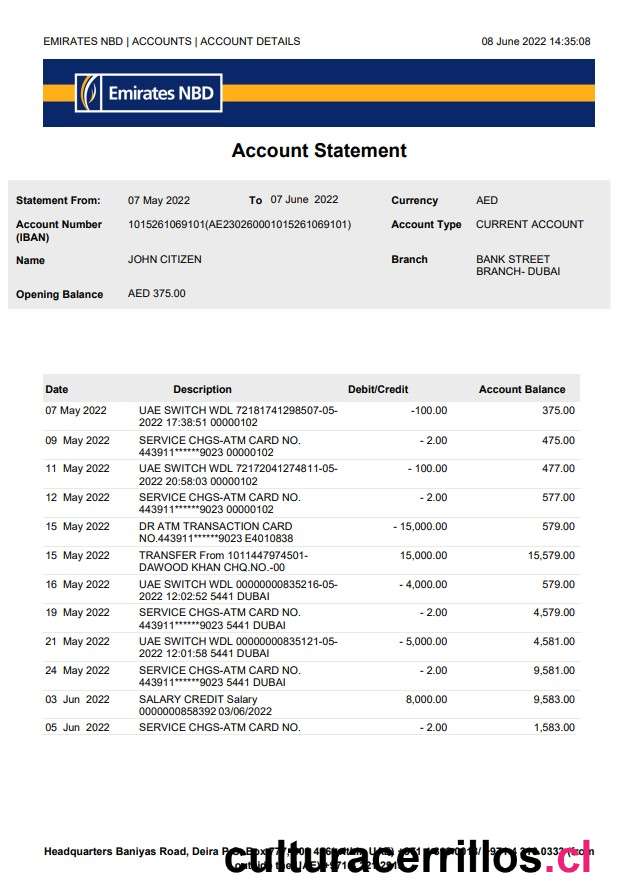 EMIRATES NBD | ACCOUNTS | ACCOUNT DETAILS 08 June 2022 14:35:08
Emirates NBD
Account Statement
Statement From: 07 May 2022 To 07 June 2022 Currency AED
Account Number 1015261069101(AE230260001015261069101) Account Type CURRENT ACCOUNT
(IBAN)
Name JOHN CITIZEN Branch BANK STREET
BRANCH- DUBAI
Opening Balance AED 375.00
Date Description Debit/Credit Account Balance
07 May 2022 UAE SWITCH WDL 72181741298507-05- -100.00 375.00
2022 17:38:51 00000102
09 May 2022 SERVICE CHGS-ATM CARD NO. - 2.00 475.00
443911******9023 00000102
11 May 2022 UAE SWITCH WDL 72172041274811-05- - 100.00 477.00
2022 20:58:03 00000102
12 May 2022 SERVICE CHGS-ATM CARD NO. - 2.00 577.00
443911******9023 00000102
15 May 2022 DR ATM TRANSACTION CARD - 15,000.00 579.00
NO.443911******9023 E4010838
15 May 2022 TRANSFER From 1011447974501- 15,000.00 15,579.00
DAWOOD KHAN CHQ.NO.-00
16 May 2022 UAE SWITCH WDL 00000000835216-05- - 4,000.00 579.00
2022 12:02:52 5441 DUBAI
19 May 2022 SERVICE CHGS-ATM CARD NO. - 2.00 4,579.00
443911******9023 5441 DUBAI
21 May 2022 UAE SWITCH WDL 00000000835121-05- - 5,000.00 4,581.00
2022 12:01:58 5441 DUBAI
24 May 2022 SERVICE CHGS-ATM CARD NO. - 2.00 9,581.00
443911******9023 5441 DUBAI
03 Jun 2022 SALARY CREDIT Salary 8,000.00 9,583.00
0000000858392 03/06/2022
05 Jun 2022 SERVICE CHGS-ATM CARD NO. - 2.00 1,583.00
Headquarters Baniyas Road, Deira
culturacerrillos.cl